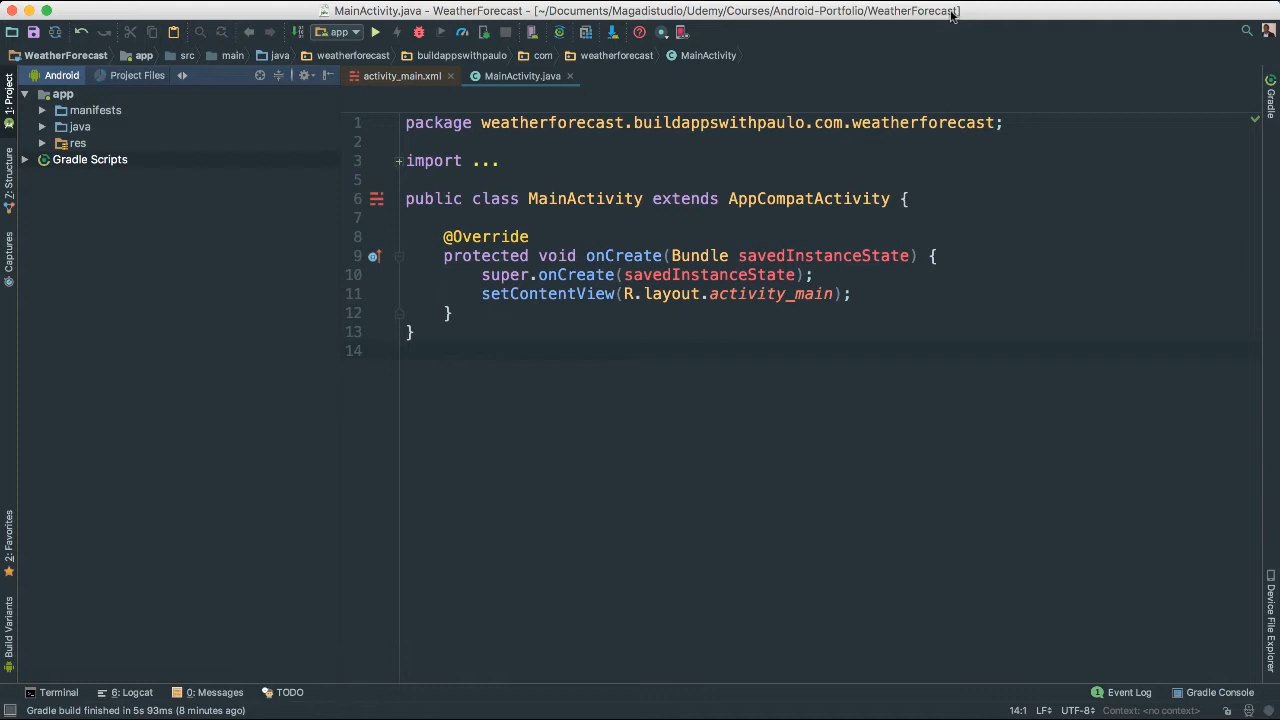 MainActivity.java - WeatherForecast - [~/Documents/Magadistudio/Udemy/Courses/Android-Portfolio/WeatherForecast]
app
WeatherForecast app src main java weatherforecast buildappswithpaulo com weatherforecast MainActivity
Android Project Files
activity_main.xml MainActivity.java
app
manifests
java
res
Gradle Scripts
1 package weatherforecast.buildappswithpaulo.com.weatherforecast;
2
3 import ...
5
6 public class MainActivity extends AppCompatActivity {
7
8 @Override
9 protected void onCreate(Bundle savedInstanceState) {
10 super.onCreate(savedInstanceState);
11 setContentView(R.layout.activity_main);
12 }
13 }
14
1: Project
Z: Structure
Captures
2: Favorites
Build Variants
Gradle
Device File Explorer
Terminal 6: Logcat 0: Messages TODO Event Log Gradle Console
Gradle build finished in 5s 93ms (8 minutes ago) 14:1 LF UTF-8 Context: <no context>